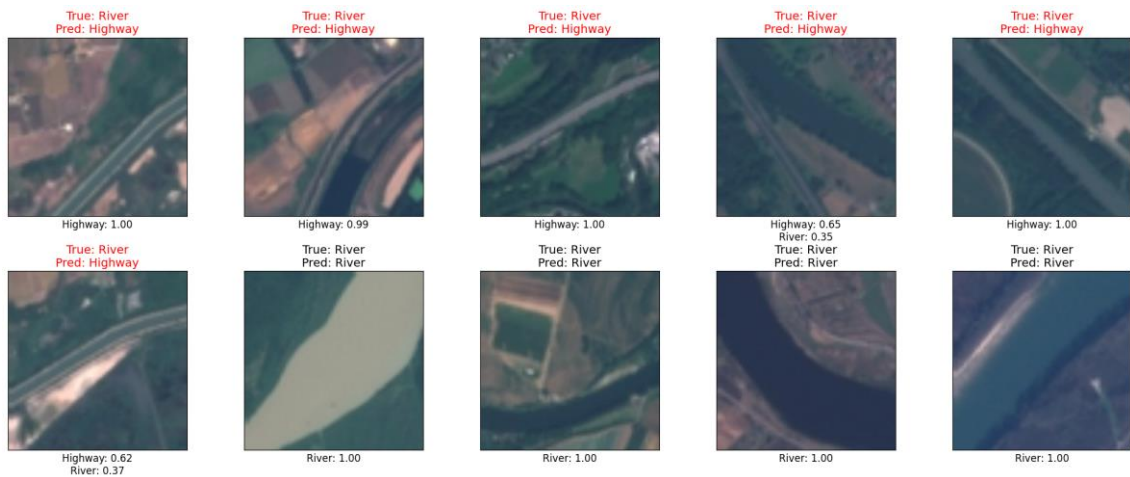 True: River
Pred: Highway
True: River
Pred: Highway
True: River
Pred: Highway
True: River
Pred: Highway
True: River
Pred: Highway
Highway: 1.00
Highway: 0.99
Highway: 1.00
Highway: 0.65
River: 0.35
Highway: 1.00
True: River
Pred: Highway
True: River
Pred: River
True: River
Pred: River
True: River
Pred: River
True: River
Pred: River
Highway: 0.62
River: 0.37
River: 1.00
River: 1.00
River: 1.00
River: 1.00